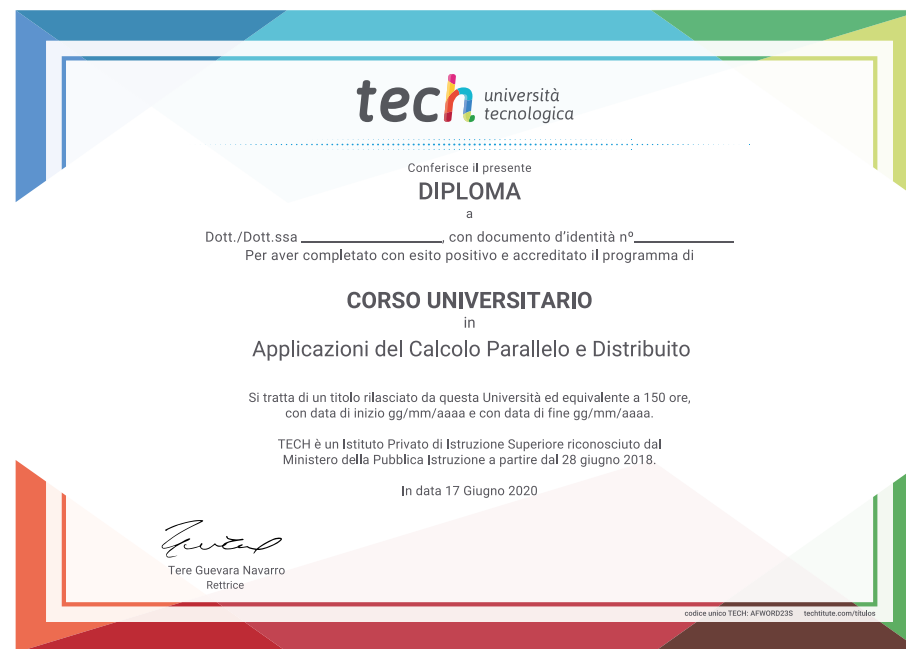 tech università
tecnologica
Conferisce il presente
DIPLOMA
a
Dott./Dott.ssa ________________, con documento d'identità nº____________
Per aver completato con esito positivo e accreditato il programma di
CORSO UNIVERSITARIO
in
Applicazioni del Calcolo Parallelo e Distribuito
Si tratta di un titolo rilasciato da questa Università ed equivalente a 150 ore,
con data di inizio gg/mm/aaaa e con data di fine gg/mm/aaaa.
TECH è un Istituto Privato di Istruzione Superiore riconosciuto dal
Ministero della Pubblica Istruzione a partire dal 28 giugno 2018.
In data 17 Giugno 2020
Tere Guevara Navarro
Rettrice
codice unico TECH: AFWORD23S techtitute.com/titulos